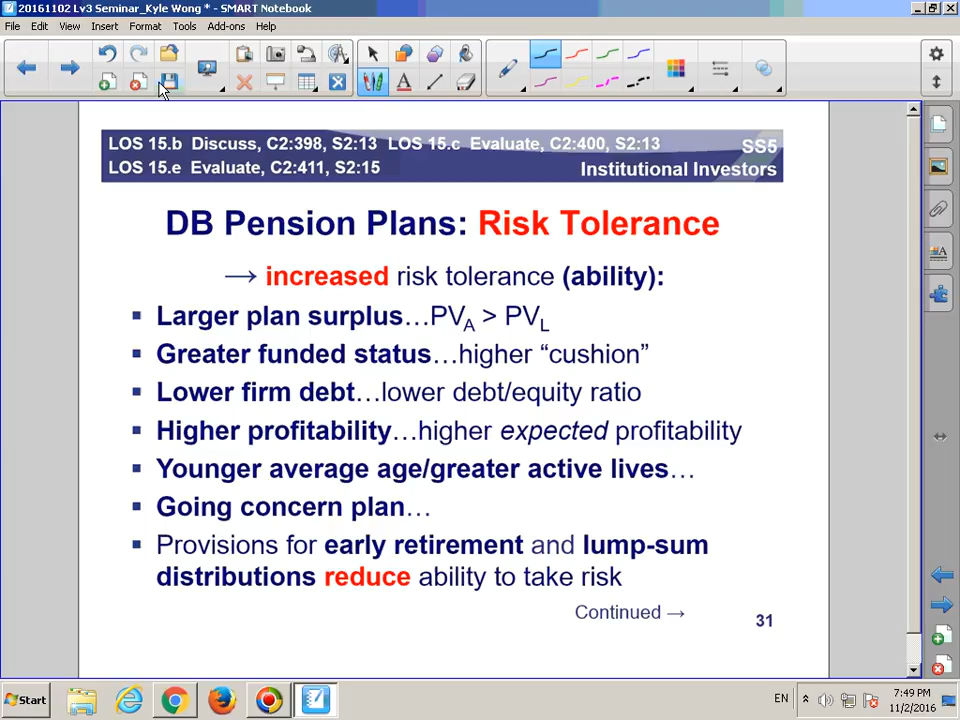 20161102 Lv3 Seminar_Kyle Wong * - SMART Notebook
File Edit View Insert Format Tools Add-ons Help
LOS 15.b Discuss, C2:398, S2:13 LOS 15.c Evaluate, C2:400, S2:13 SS5
LOS 15.e Evaluate, C2:411, S2:15 Institutional Investors
DB Pension Plans: Risk Tolerance
→ increased risk tolerance (ability):
▪ Larger plan surplus…PVA > PVL
▪ Greater funded status…higher “cushion”
▪ Lower firm debt…lower debt/equity ratio
▪ Higher profitability…higher expected profitability
▪ Younger average age/greater active lives…
▪ Going concern plan…
▪ Provisions for early retirement and lump-sum
distributions reduce ability to take risk
Continued →
31
Start
EN
7:49 PM
11/2/2016